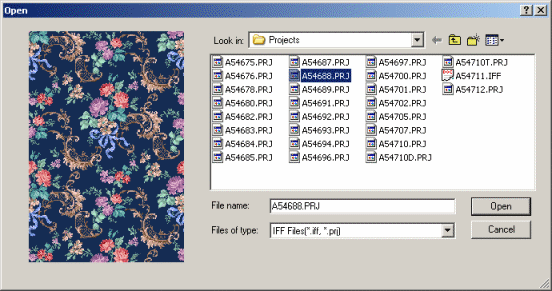 Open
Look in: Projects
A54675.PRJ A54687.PRJ A54697.PRJ A54710T.PRJ
A54676.PRJ A54688.PRJ A54700.PRJ A54711.IFF
A54678.PRJ A54689.PRJ A54701.PRJ A54712.PRJ
A54680.PRJ A54691.PRJ A54702.PRJ
A54682.PRJ A54692.PRJ A54705.PRJ
A54683.PRJ A54693.PRJ A54707.PRJ
A54684.PRJ A54694.PRJ A54710.PRJ
A54685.PRJ A54696.PRJ A54710D.PRJ
File name: A54688.PRJ Open
Files of type: IFF Files(*.iff, *.prj) Cancel